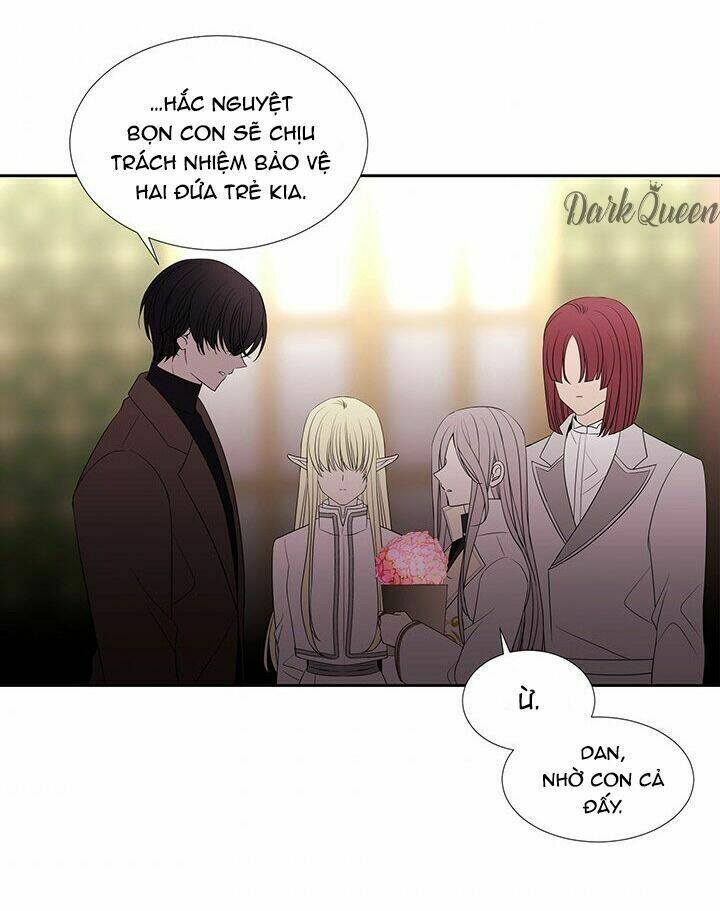 ...HẮC NGUYỆT
BỌN CON SẼ CHỊU
TRÁCH NHIỆM BẢO VỆ
HAI ĐỨA TRẺ KIA.
DarkQueen
Ừ.
DAN,
NHỜ CON CẢ
ĐẤY.